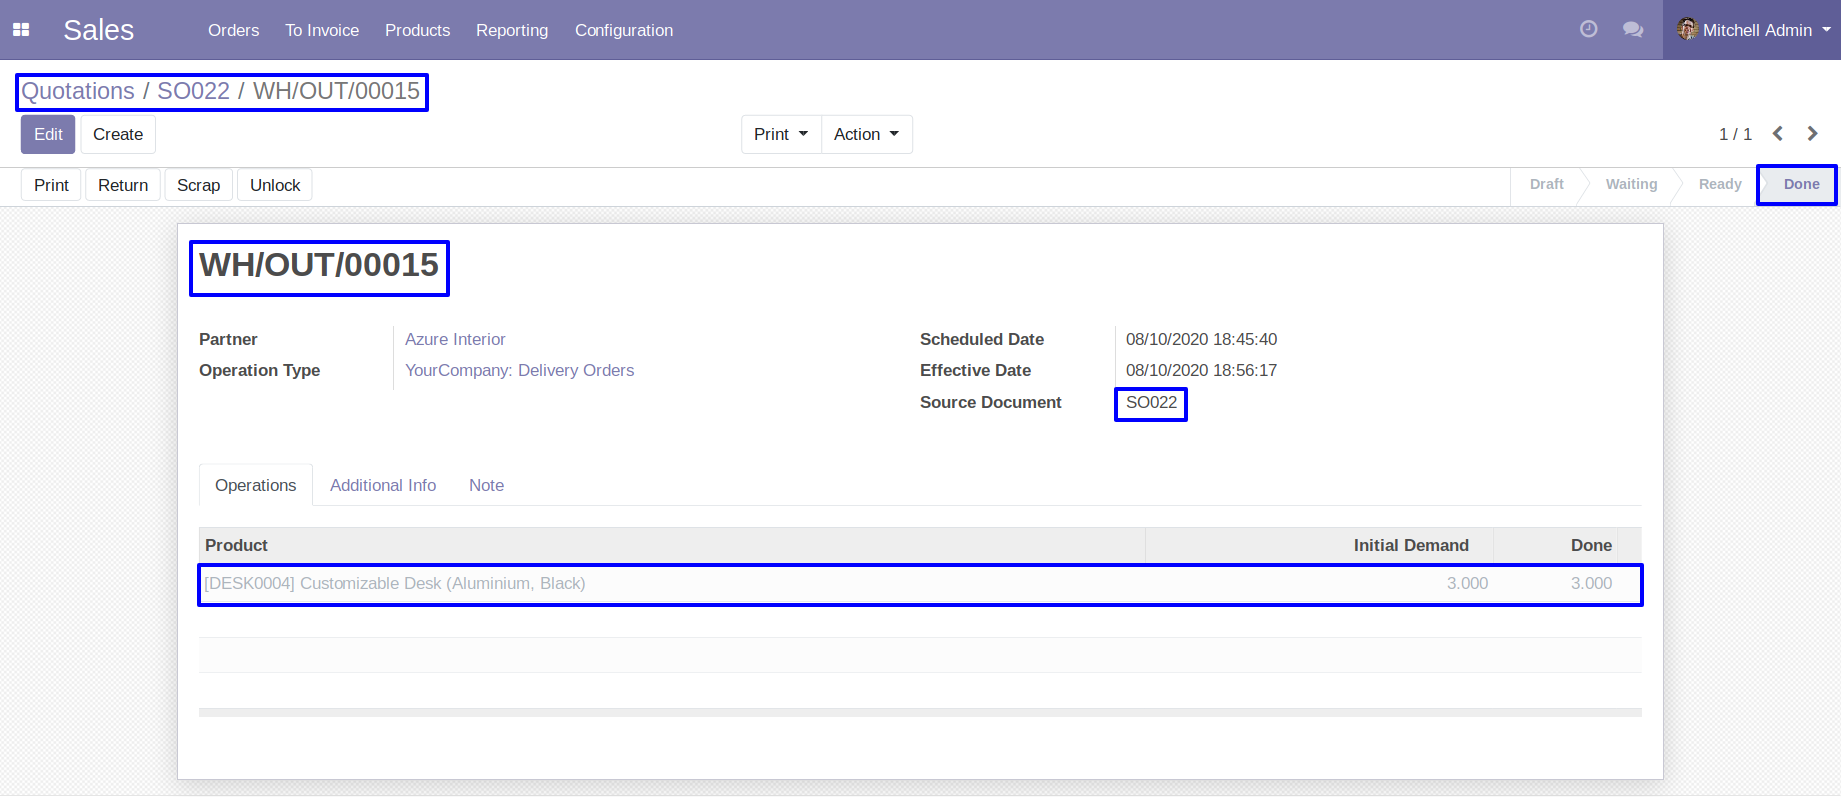 Sales Orders To Invoice Products Reporting Configuration Mitchell Admin
Quotations / SO022 / WH/OUT/00015
Edit Create Print Action 1 / 1
Print Return Scrap Unlock Draft Waiting Ready Done
WH/OUT/00015
Partner Azure Interior Scheduled Date 08/10/2020 18:45:40
Operation Type YourCompany: Delivery Orders Effective Date 08/10/2020 18:56:17
Source Document SO022
Operations Additional Info Note
Product Initial Demand Done
[DESK0004] Customizable Desk (Aluminium, Black) 3.000 3.000